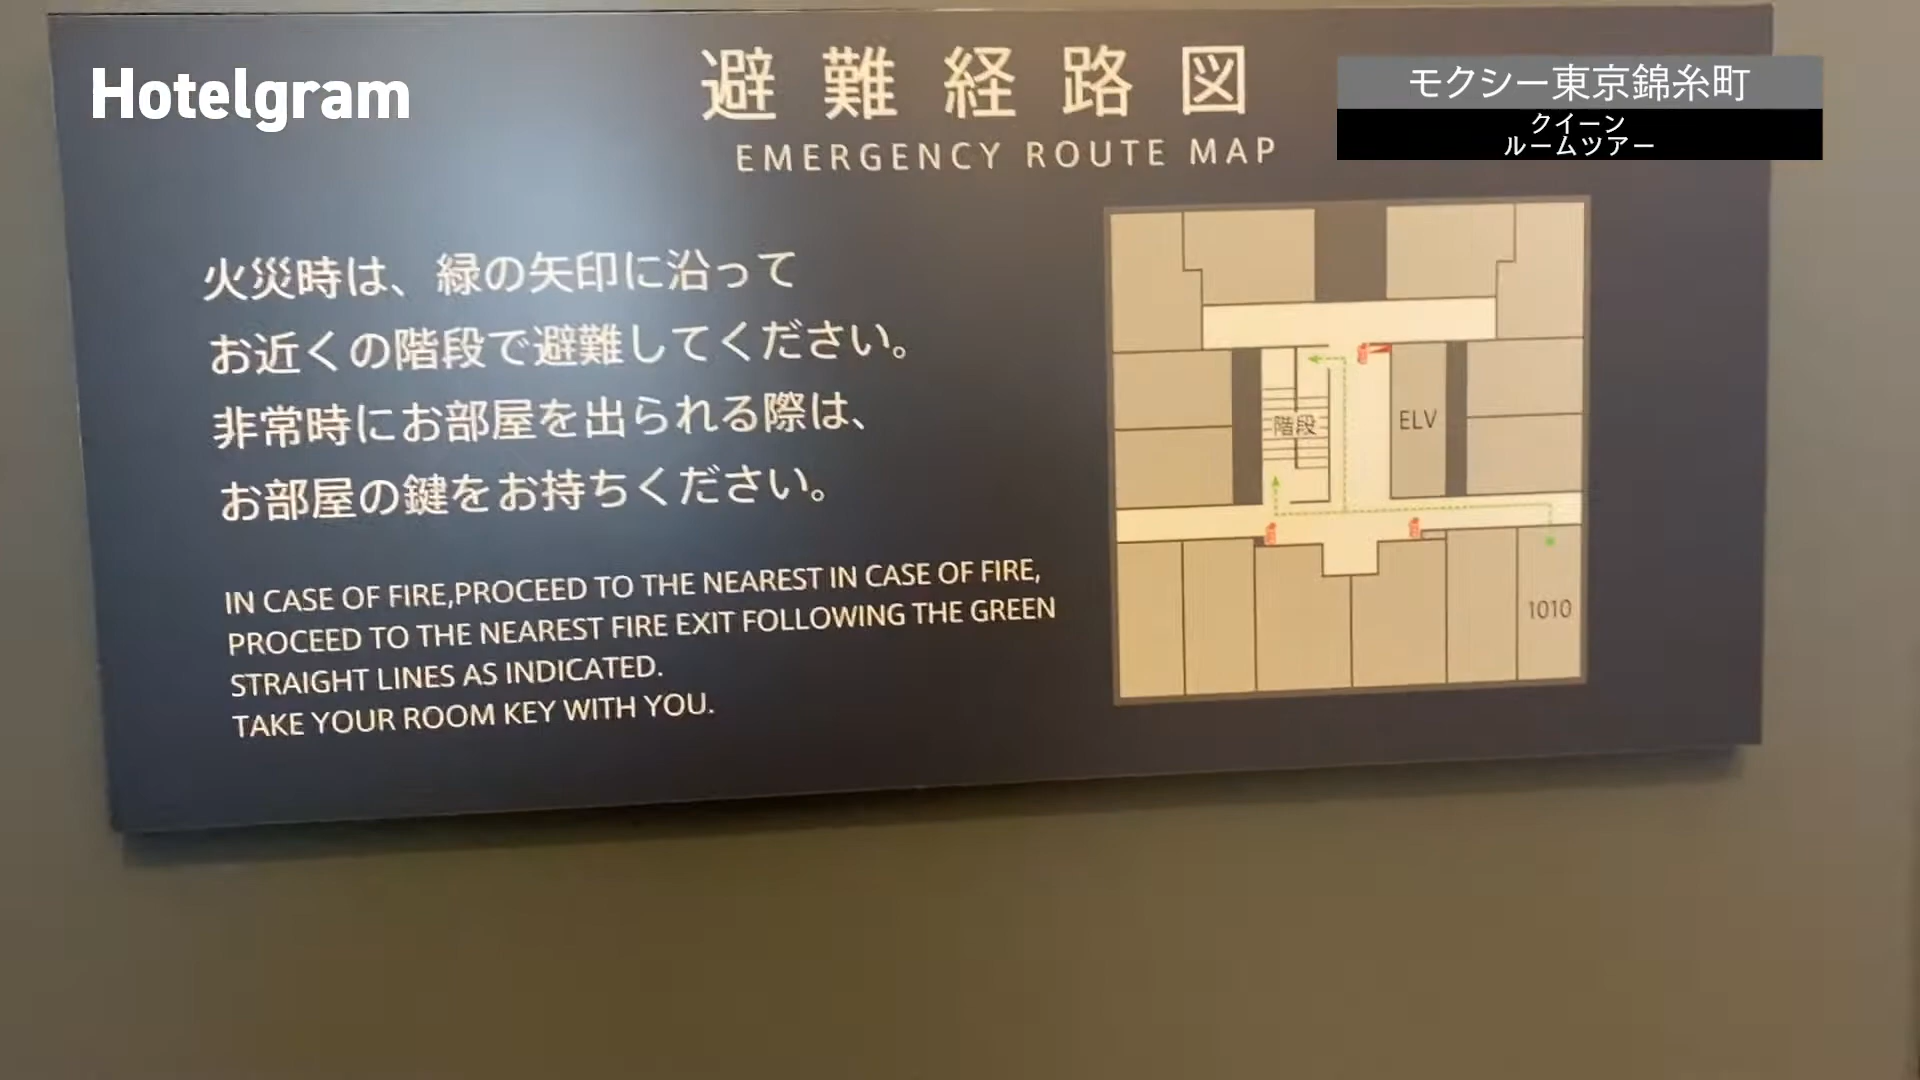 Hotelgram
モクシー東京錦糸町
クイーン
ルームツアー
避難経路図
EMERGENCY ROUTE MAP
火災時は、緑の矢印に沿って
お近くの階段で避難してください。
非常時にお部屋を出られる際は、
お部屋の鍵をお持ちください。
IN CASE OF FIRE,PROCEED TO THE NEAREST IN CASE OF FIRE,
PROCEED TO THE NEAREST FIRE EXIT FOLLOWING THE GREEN
STRAIGHT LINES AS INDICATED.
TAKE YOUR ROOM KEY WITH YOU.
階段
ELV
1010